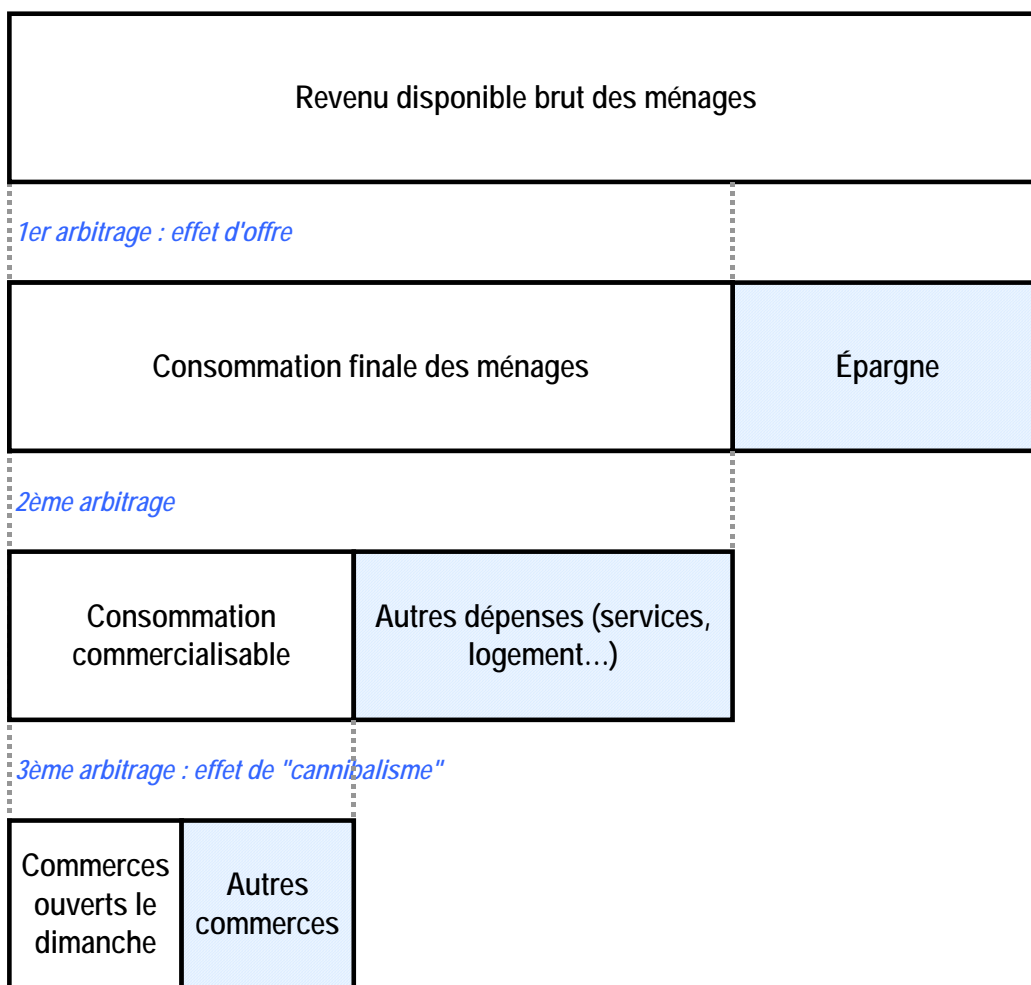 Revenu disponible brut des ménages
1er arbitrage : effet d'offre
Consommation finale des ménages
Épargne
2ème arbitrage
Consommation
commercialisable
Autres dépenses (services,
logement…)
3ème arbitrage : effet de "cannibalisme"
Commerces
ouverts le
dimanche
Autres
commerces